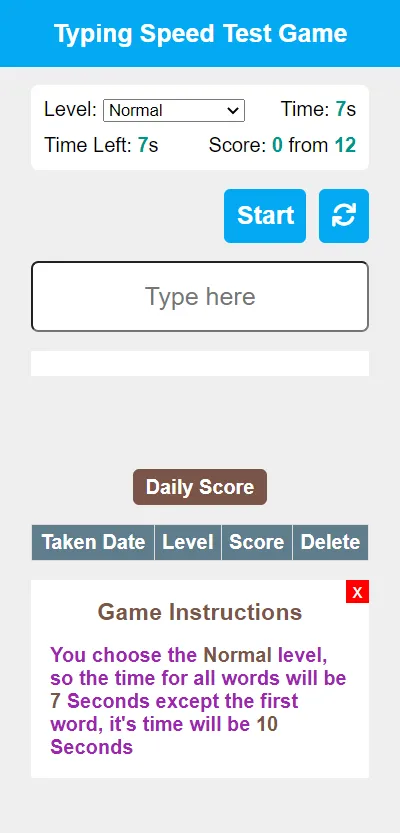 Typing Speed Test Game
Level: Normal Time: 7s
Time Left: 7s Score: 0 from 12
Start
Type here
Daily Score
Taken Date Level Score Delete
X
Game Instructions
You choose the Normal level,
so the time for all words will be
7 Seconds except the first
word, it's time will be 10
Seconds